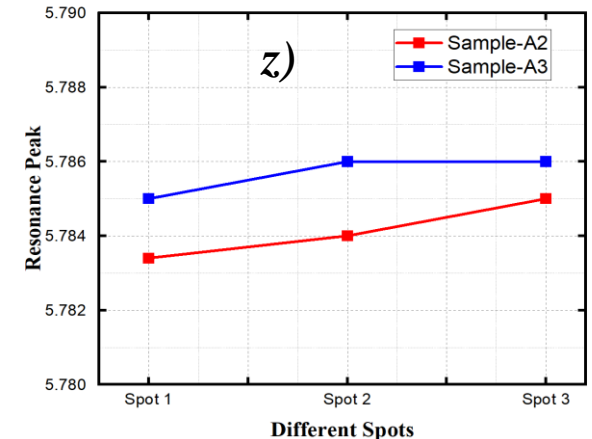 z)
Sample-A2
Sample-A3
Resonance Peak
5.790
5.788
5.786
5.784
5.782
5.780
Spot 1 Spot 2 Spot 3
Different Spots